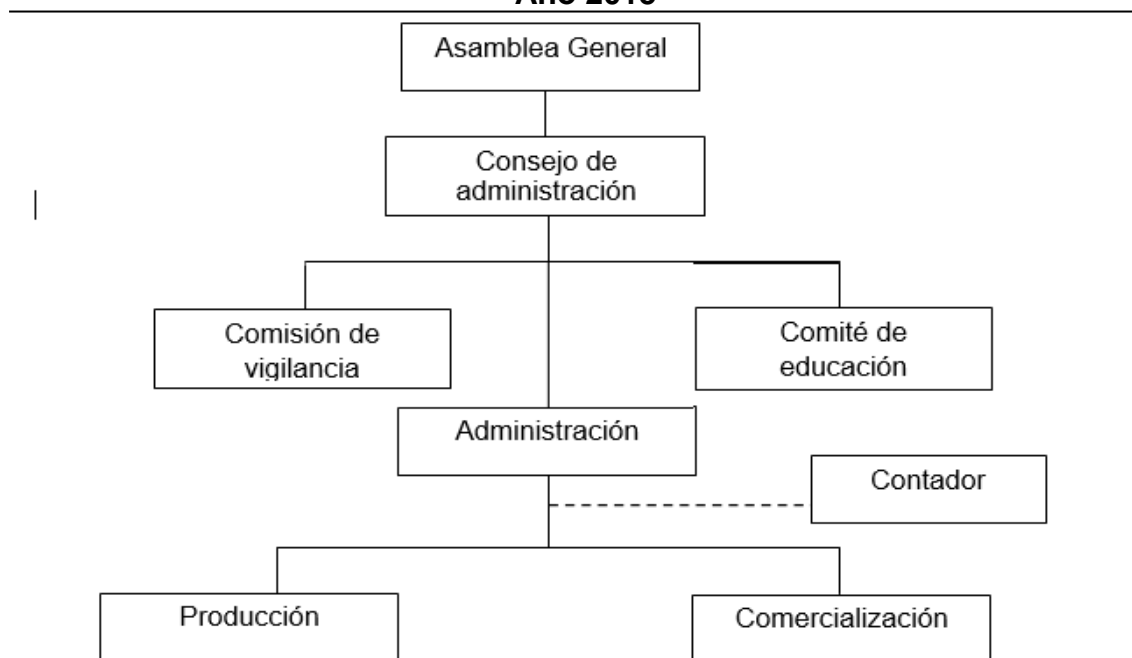 Asamblea General
Consejo de
administración
Comisión de
vigilancia
Comité de
educación
Administración
Contador
Producción
Comercialización